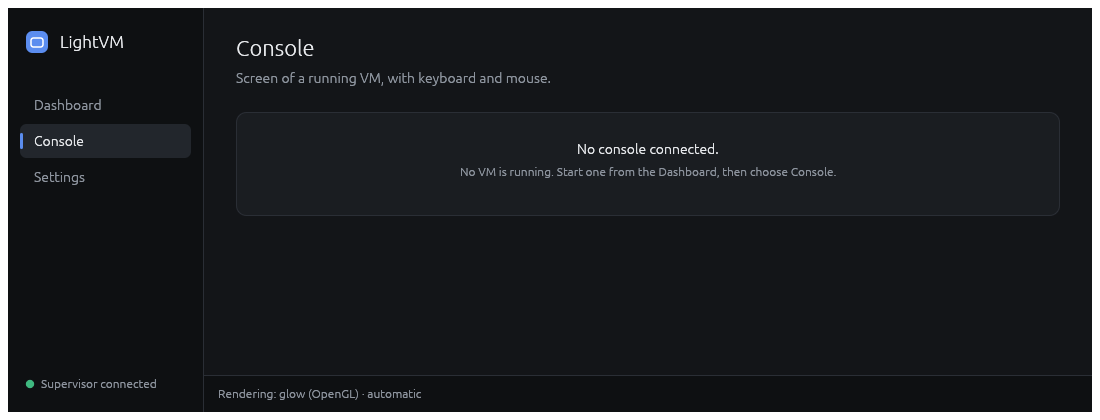 LightVM
Dashboard
Console
Settings
Supervisor connected
Console
Screen of a running VM, with keyboard and mouse.
No console connected.
No VM is running. Start one from the Dashboard, then choose Console.
Rendering: glow (OpenGL) · automatic